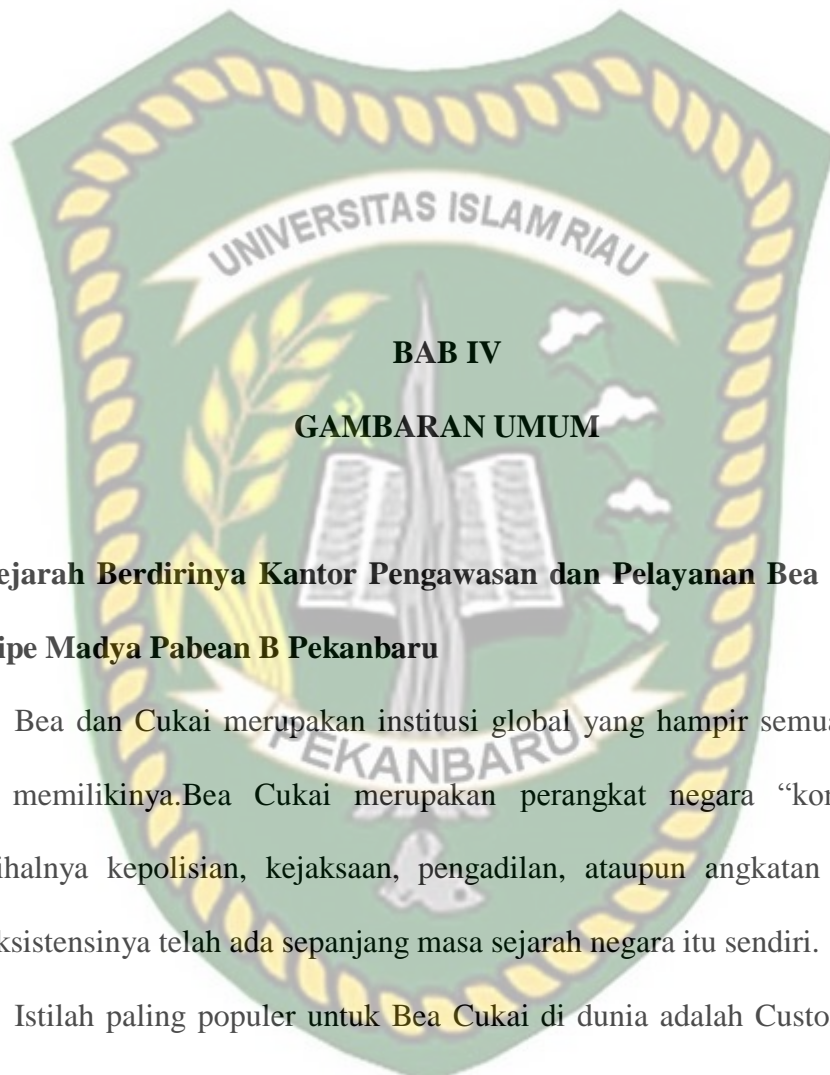 UNIVERSITAS ISLAM RIAU
BAB IV
GAMBARAN UMUM
ejarah Berdirinya Kantor Pengawasan dan Pelayanan Bea
ipe Madya Pabean B Pekanbaru
Bea dan Cukai merupakan institusi global yang hampir semua
PEKANBARU
memilikinya.Bea Cukai merupakan perangkat negara “kon
ihalnya kepolisian, kejaksaan, pengadilan, ataupun angkatan
ksistensinya telah ada sepanjang masa sejarah negara itu sendiri.
Istilah paling populer untuk Bea Cukai di dunia adalah Custo